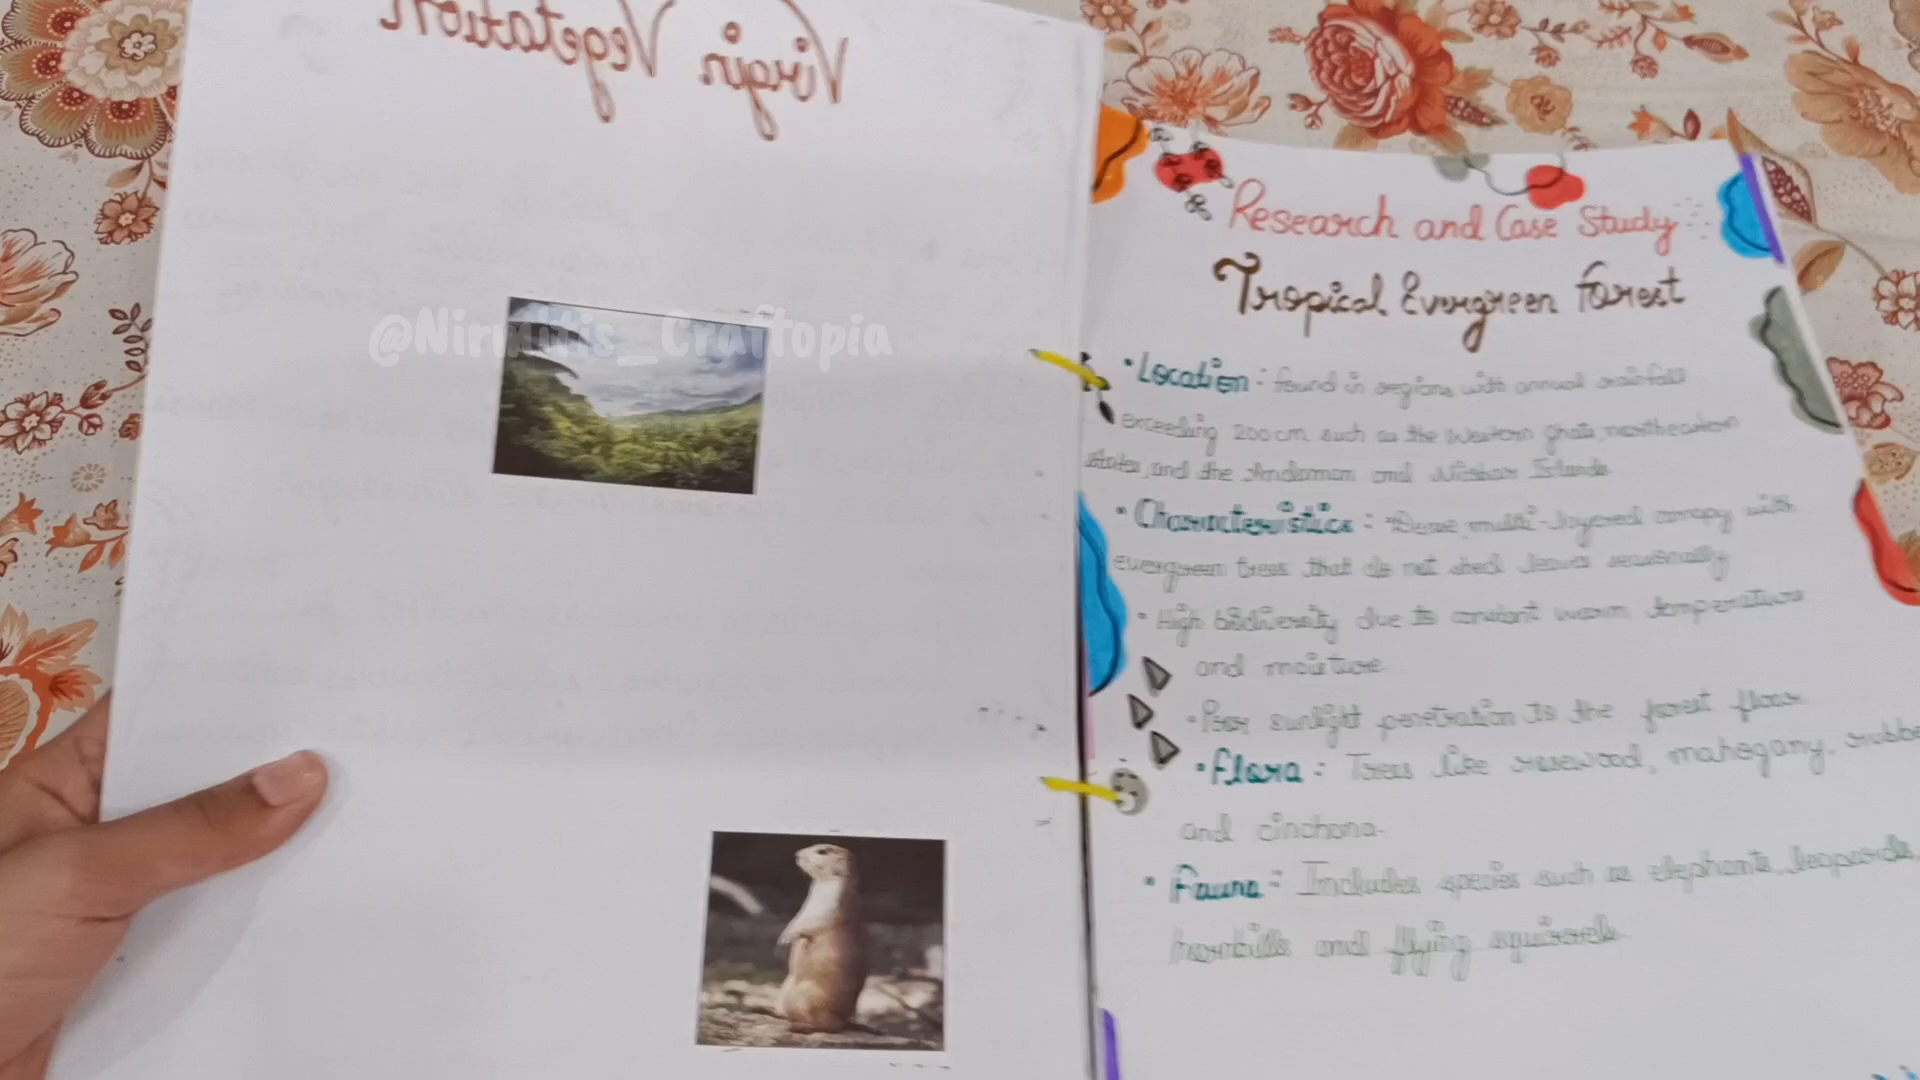 Virgin Vegetation
@Nirmitis_Craftopia
Research and Case Study
Tropical Evergreen Forest
• Location: found in regions with annual rainfall
exceeding 200cm such as the Western ghats, northeastern
states, and the Andaman and Nicobar Islands
• Characteristics: Dense, multi-layered canopy with
evergreen trees that do not shed leaves seasonally
• High biodiversity due to constant warm temperature
and moisture
• Poor sunlight penetration to the forest floor
• Flora: Trees like rosewood, mahogany, rubbe
and cinchona.
• Fauna: Includes species such as elephants, leopards,
hornbills and flying squirrels